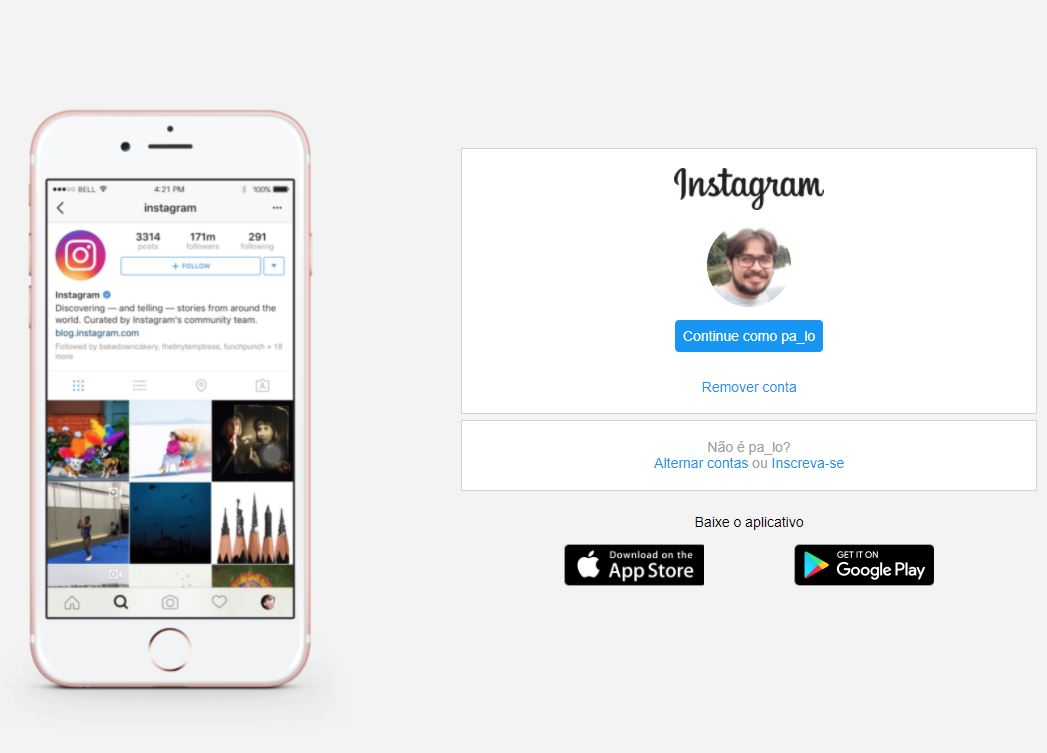 BELL
4:21 PM
100%
instagram
3314
171m
291
posts
followers
following
+ FOLLOW
Instagram
Discovering — and telling — stories from around the
world. Curated by Instagram's community team.
blog.instagram.com
Followed by bakedowncakery, thetinytemptress, funchpunch + 18
more
Instagram
Continue como pa_lo
Remover conta
Não é pa_lo?
Alternar contas ou Inscreva-se
Baixe o aplicativo
Download on the
App Store
GET IT ON
Google Play